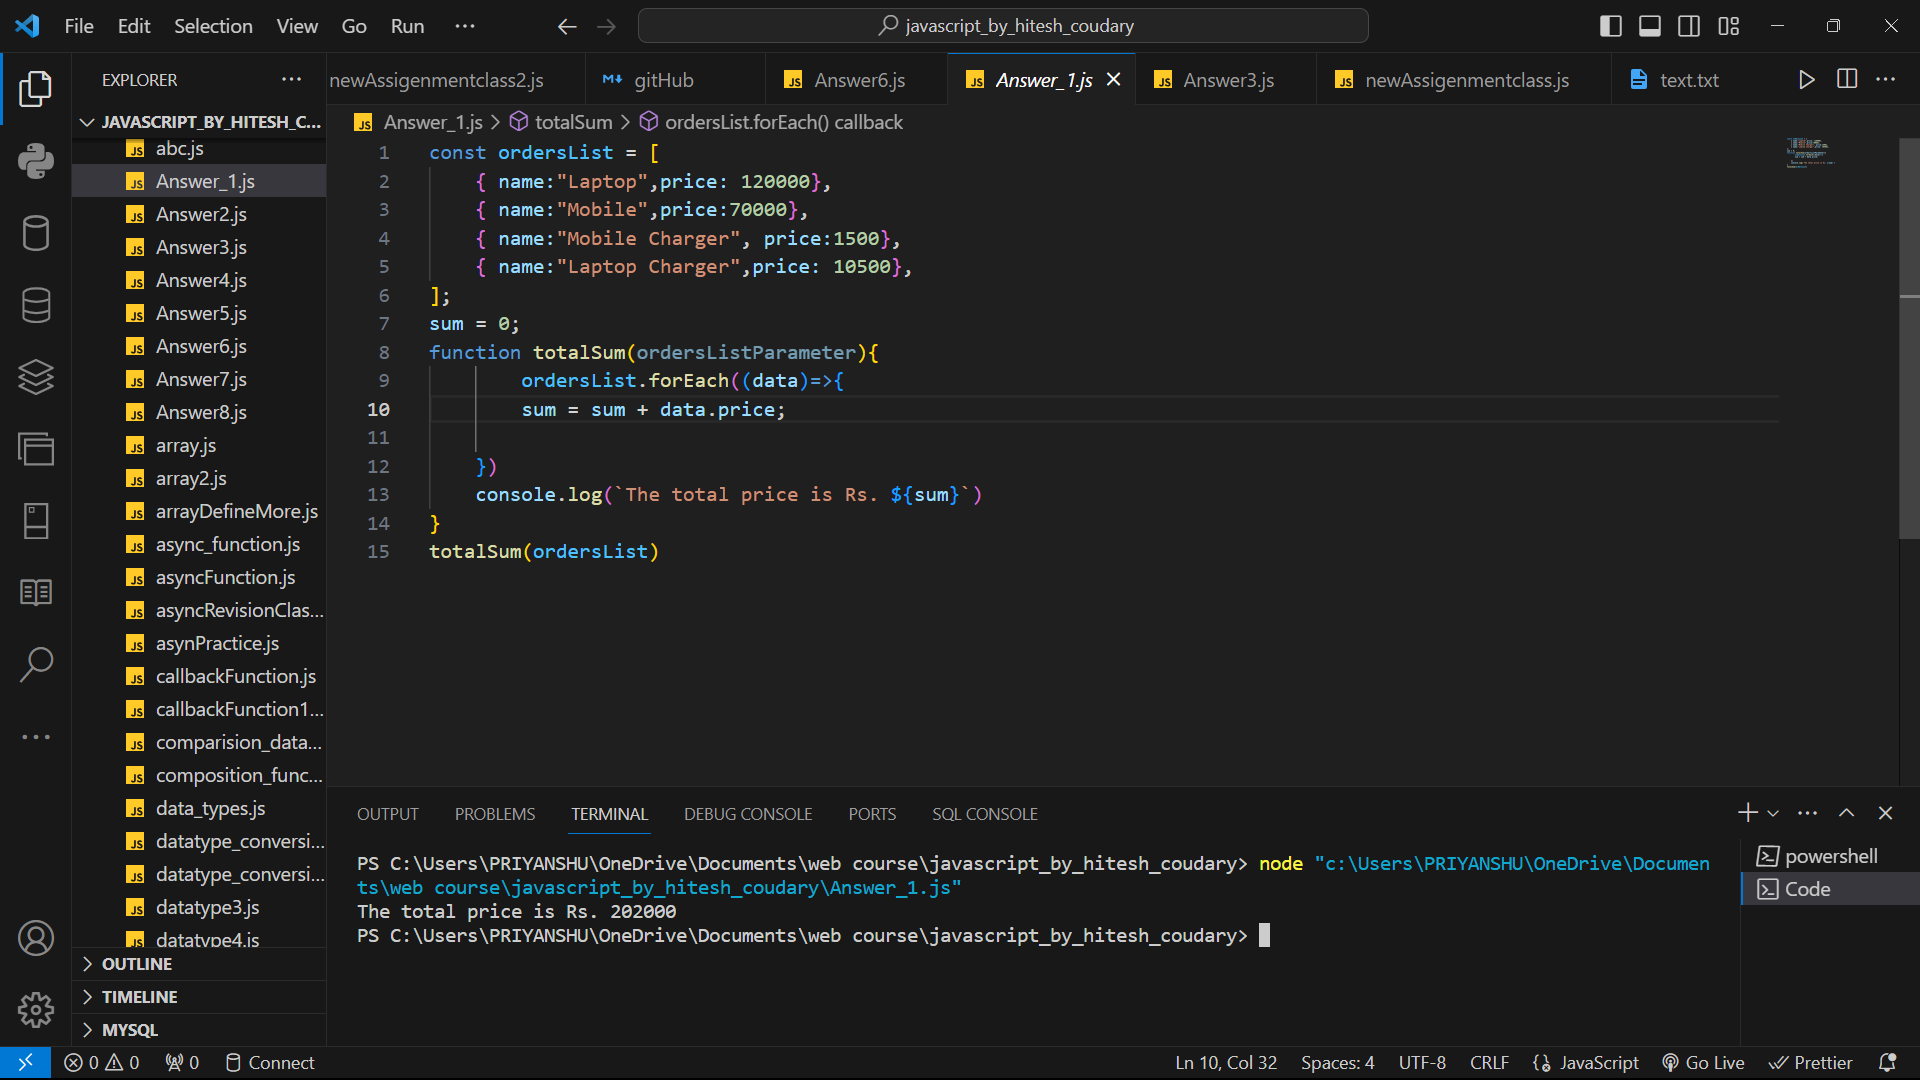 File Edit Selection View Go Run ···
javascript_by_hitesh_coudary
EXPLORER
newAssigenmentclass2.js gitHub Answer6.js Answer_1.js Answer3.js newAssigenmentclass.js text.txt
JAVASCRIPT_BY_HITESH_C...
abc.js
Answer_1.js
Answer2.js
Answer3.js
Answer4.js
Answer5.js
Answer6.js
Answer7.js
Answer8.js
array.js
array2.js
arrayDefineMore.js
async_function.js
asyncFunction.js
asyncRevisionClas...
asynPractice.js
callbackFunction.js
callbackFunction1...
comparision_data...
composition_func...
data_types.js
datatype_conversi...
datatype_conversi...
datatype3.js
datatype4.js
OUTLINE
TIMELINE
MYSQL
Answer_1.js > totalSum > ordersList.forEach() callback
1 const ordersList = [
2     { name:"Laptop",price: 120000},
3     { name:"Mobile",price:70000},
4     { name:"Mobile Charger", price:1500},
5     { name:"Laptop Charger",price: 10500},
6 ];
7 sum = 0;
8 function totalSum(ordersListParameter){
9         ordersList.forEach((data)=>{
10         sum = sum + data.price;
11
12     })
13     console.log(`The total price is Rs. ${sum}`)
14 }
15 totalSum(ordersList)
OUTPUT PROBLEMS TERMINAL DEBUG CONSOLE PORTS SQL CONSOLE
PS C:\Users\PRIYANSHU\OneDrive\Documents\web course\javascript_by_hitesh_coudary> node "c:\Users\PRIYANSHU\OneDrive\Documen
ts\web course\javascript_by_hitesh_coudary\Answer_1.js"
The total price is Rs. 202000
PS C:\Users\PRIYANSHU\OneDrive\Documents\web course\javascript_by_hitesh_coudary>
powershell
Code
0 0 0 Connect Ln 10, Col 32 Spaces: 4 UTF-8 CRLF JavaScript Go Live Prettier